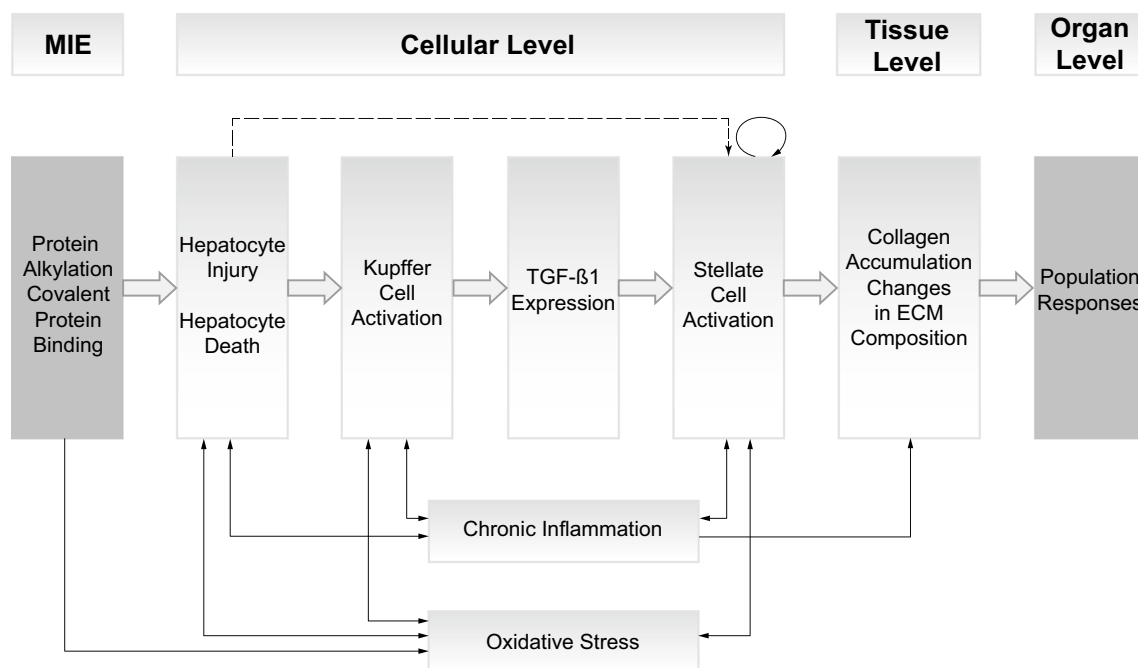 MIE
Cellular Level
Tissue
Level
Organ
Level
Protein
Alkylation
Covalent
Protein
Binding
Hepatocyte
Injury
Hepatocyte
Death
Kupffer
Cell
Activation
TGF-ß1
Expression
Stellate
Cell
Activation
Collagen
Accumulation
Changes
in ECM
Composition
Population
Responses
Chronic Inflammation
Oxidative Stress